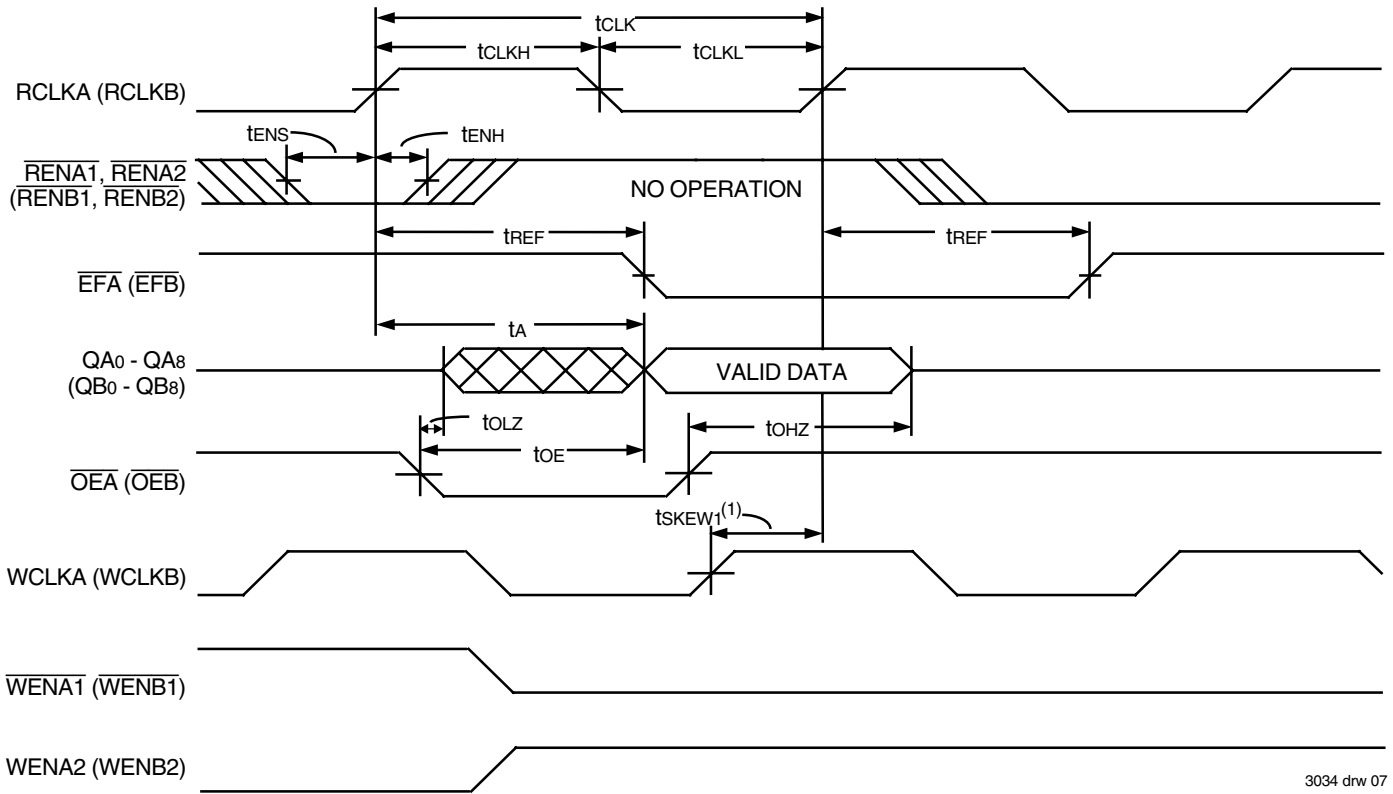 tCLK
tCLKH
tCLKL
RCLKA (RCLKB)
tENS
tENH
RENA1, RENA2
(RENB1, RENB2)
NO OPERATION
tREF
tREF
EFA (EFB)
tA
QA0 - QA8
(QB0 - QB8)
VALID DATA
tOLZ
tOHZ
tOE
OEA (OEB)
tSKEW1(1)
WCLKA (WCLKB)
WENA1 (WENB1)
WENA2 (WENB2)
3034 drw 07